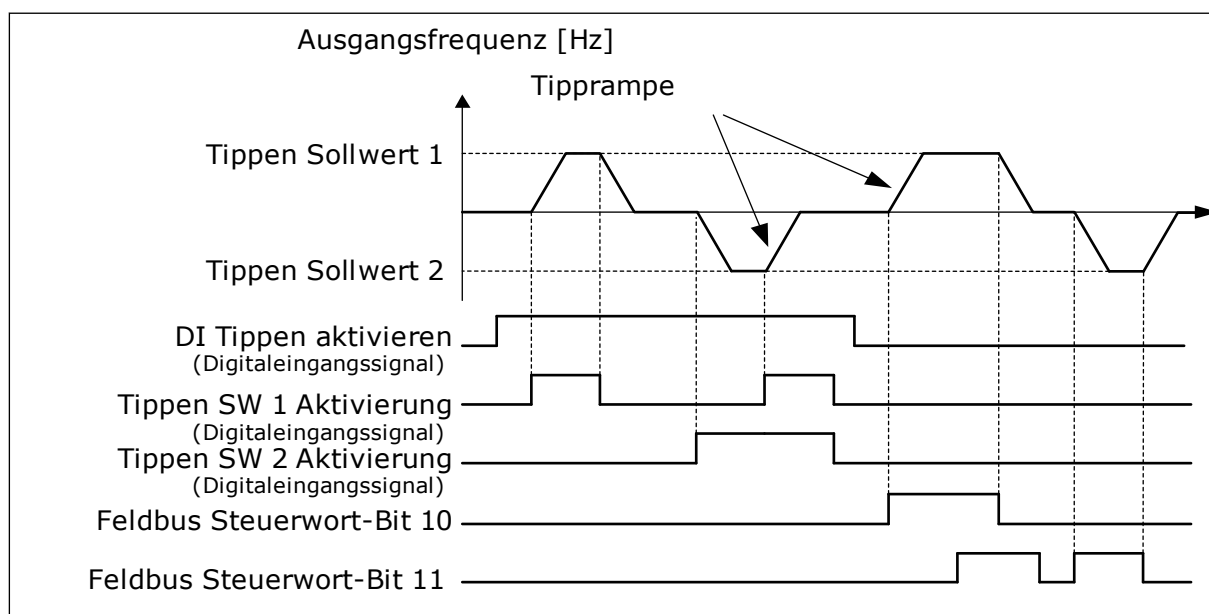 Ausgangsfrequenz [Hz]
Tipprampe
Tippen Sollwert 1
Tippen Sollwert 2
DI Tippen aktivieren
(Digitaleingangssignal)
Tippen SW 1 Aktivierung
(Digitaleingangssignal)
Tippen SW 2 Aktivierung
(Digitaleingangssignal)
Feldbus Steuerwort-Bit 10
Feldbus Steuerwort-Bit 11